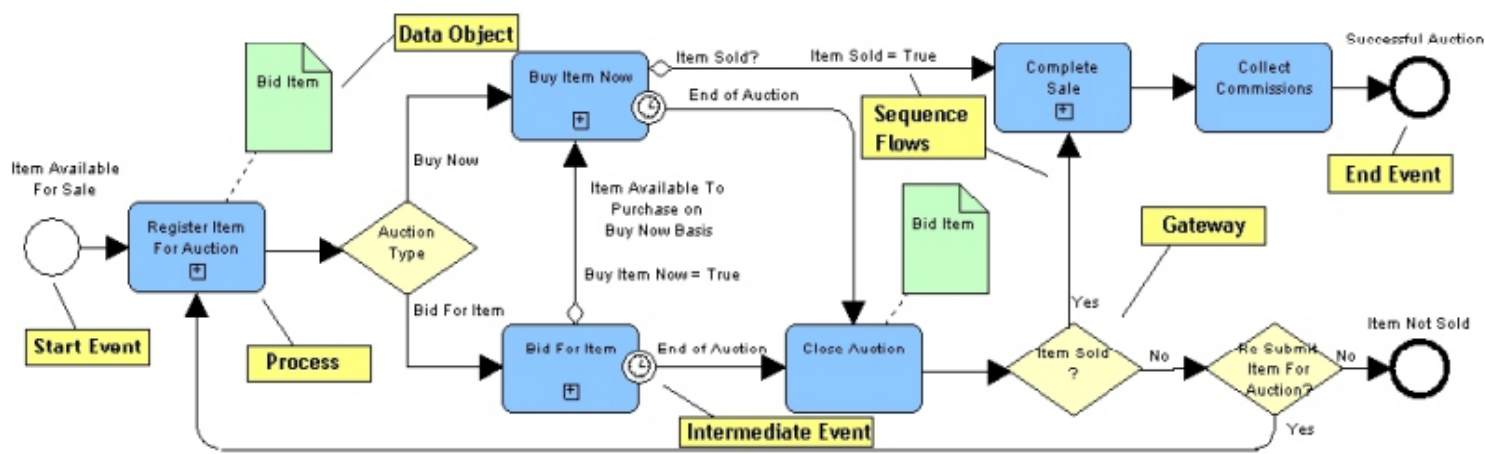 Data Object
Bid Item
Buy Item Now
Item Sold?
Item Sold = True
End of Auction
Complete
Sale
Collect
Commissions
Successful Auction
Sequence
Flows
End Event
Item Available
For Sale
Buy Now
Item Available To
Purchase on
Buy Now Basis
Bid Item
Gateway
Register Item
For Auction
Auction
Type
Buy Item Now = True
Bid For Item
Yes
Item Not Sold
Start Event
Process
Bid For Item
End of Auction
Close Auction
Item Sold
?
No
Re Submit
Item For
Auction?
No
Intermediate Event
Yes